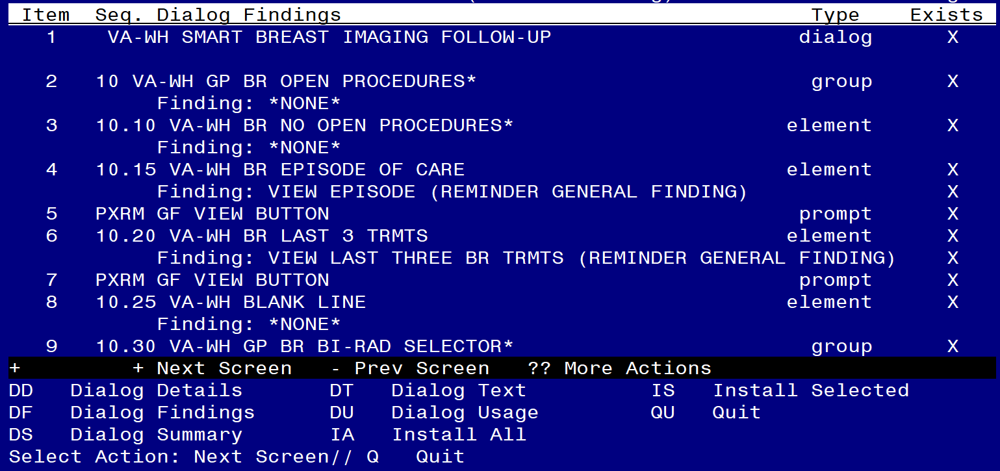 Item Seq. Dialog Findings Type Exists
1 VA-WH SMART BREAST IMAGING FOLLOW-UP dialog X
2 10 VA-WH GP BR OPEN PROCEDURES* group X
Finding: *NONE*
3 10.10 VA-WH BR NO OPEN PROCEDURES* element X
Finding: *NONE*
4 10.15 VA-WH BR EPISODE OF CARE element X
Finding: VIEW EPISODE (REMINDER GENERAL FINDING) X
5 PXRM GF VIEW BUTTON prompt X
6 10.20 VA-WH BR LAST 3 TRMTS element X
Finding: VIEW LAST THREE BR TRMTS (REMINDER GENERAL FINDING) X
7 PXRM GF VIEW BUTTON prompt X
8 10.25 VA-WH BLANK LINE element X
Finding: *NONE*
9 10.30 VA-WH GP BR BI-RAD SELECTOR* group X
+ + Next Screen - Prev Screen ?? More Actions
DD Dialog Details DT Dialog Text IS Install Selected
DF Dialog Findings DU Dialog Usage QU Quit
DS Dialog Summary IA Install All
Select Action: Next Screen// Q Quit